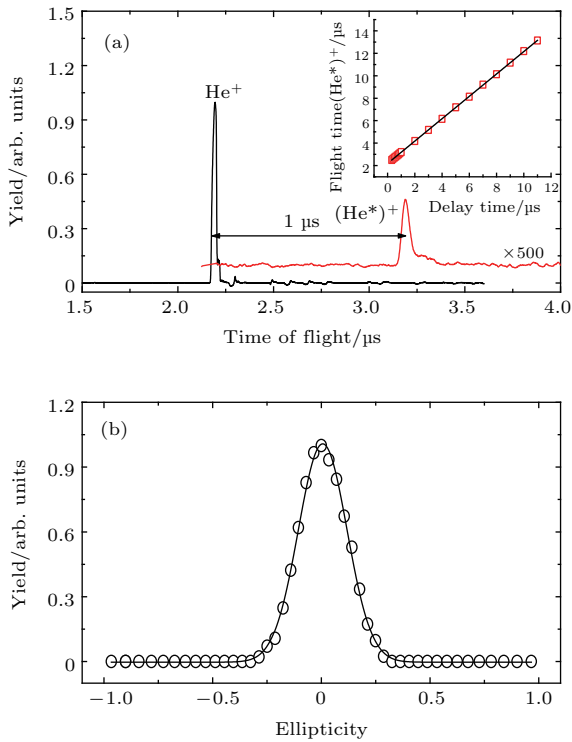 (a)
1.5
1.2
0.9
0.6
0.3
0
Yield/arb. units
He+
1 µs
(He*)+
×500
Flight time(He*)+/µs
14
12
10
8
6
4
2
0 2 4 6 8 10 12
Delay time/µs
1.5 2.0 2.5 3.0 3.5 4.0
Time of flight/µs
(b)
1.2
0.9
0.6
0.3
0
Yield/arb. units
−1.0 −0.5 0 0.5 1.0
Ellipticity